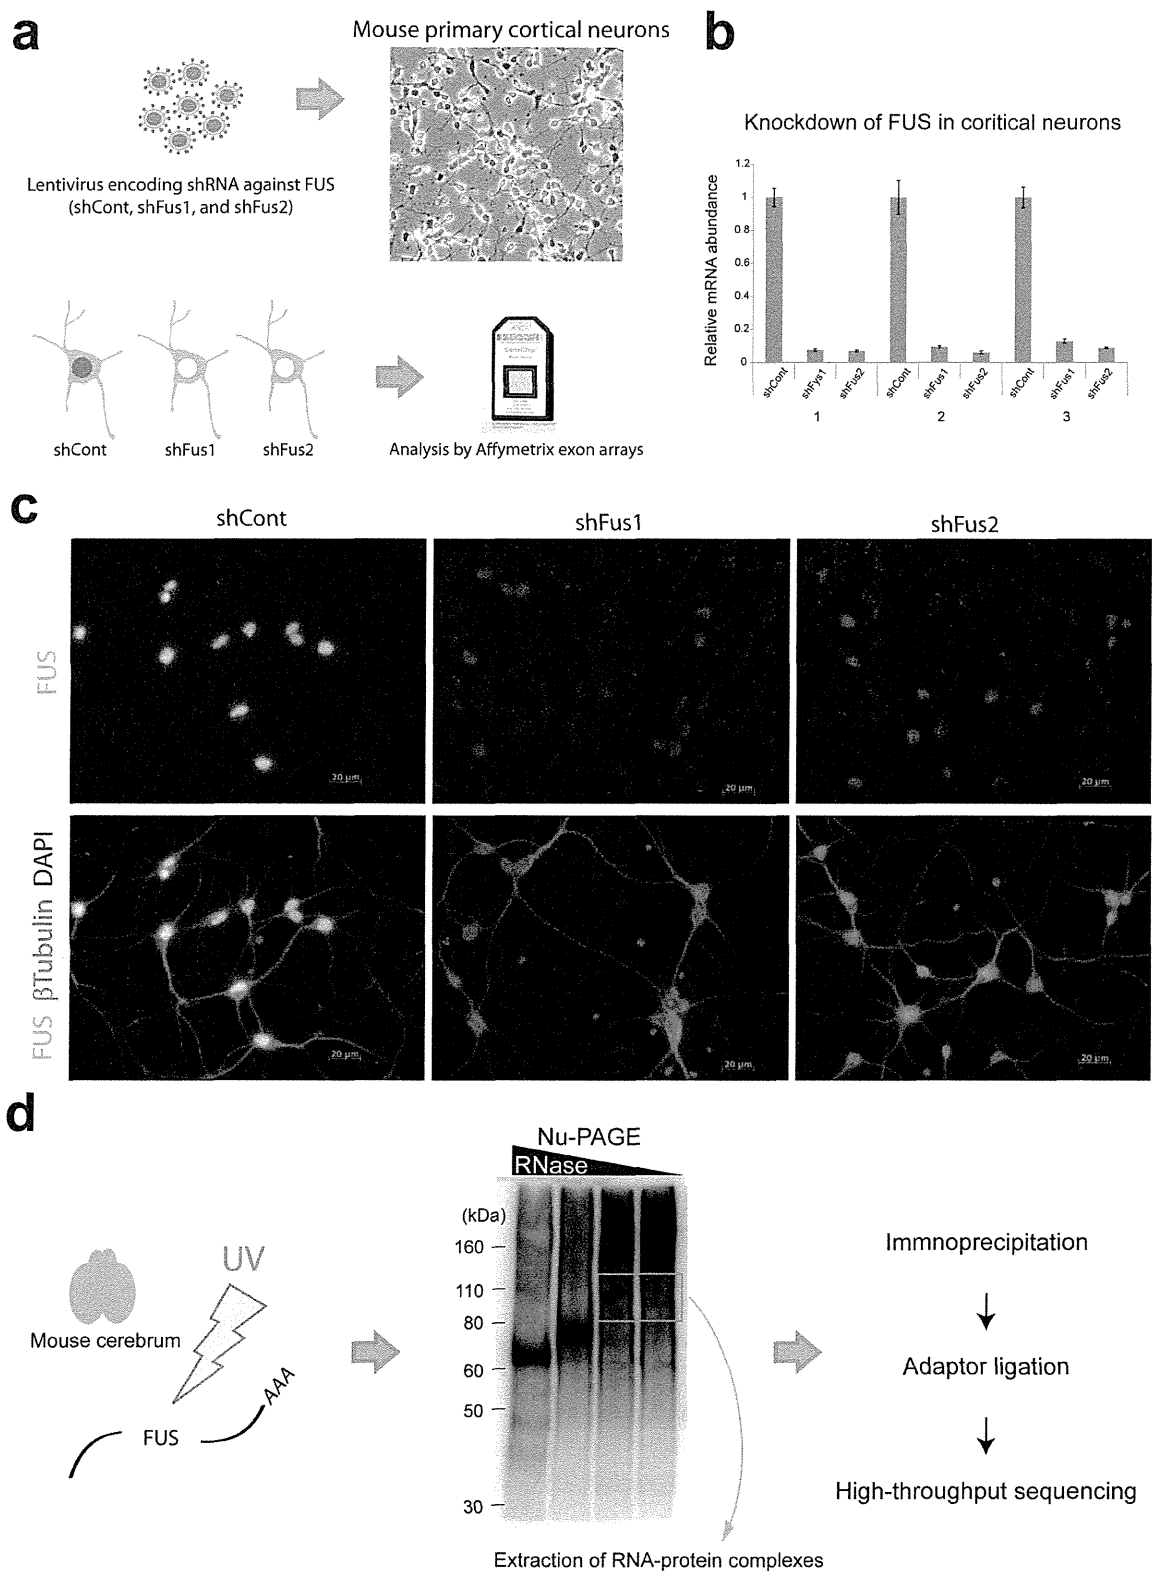 a
Mouse primary cortical neurons
Lentivirus encoding shRNA against FUS
(shCont, shFus1, and shFus2)
shCont
shFus1
shFus2
Analysis by Affymetrix exon arrays
b
Knockdown of FUS in coritical neurons
Relative mRNA abundance
1.2
1
0.8
0.6
0.4
0.2
0
shCont
shFys1
shFus2
shCont
shFus1
shFus2
shCont
shFus1
shFus2
1
2
3
c
shCont
shFus1
shFus2
FUS
20 µm
20 µm
20 µm
FUS βTubulin DAPI
20 µm
20 µm
20 µm
d
Mouse cerebrum
UV
FUS
AAA
Nu-PAGE
RNase
(kDa)
160
110
80
60
50
30
Extraction of RNA-protein complexes
Immnoprecipitation
Adaptor ligation
High-throughput sequencing